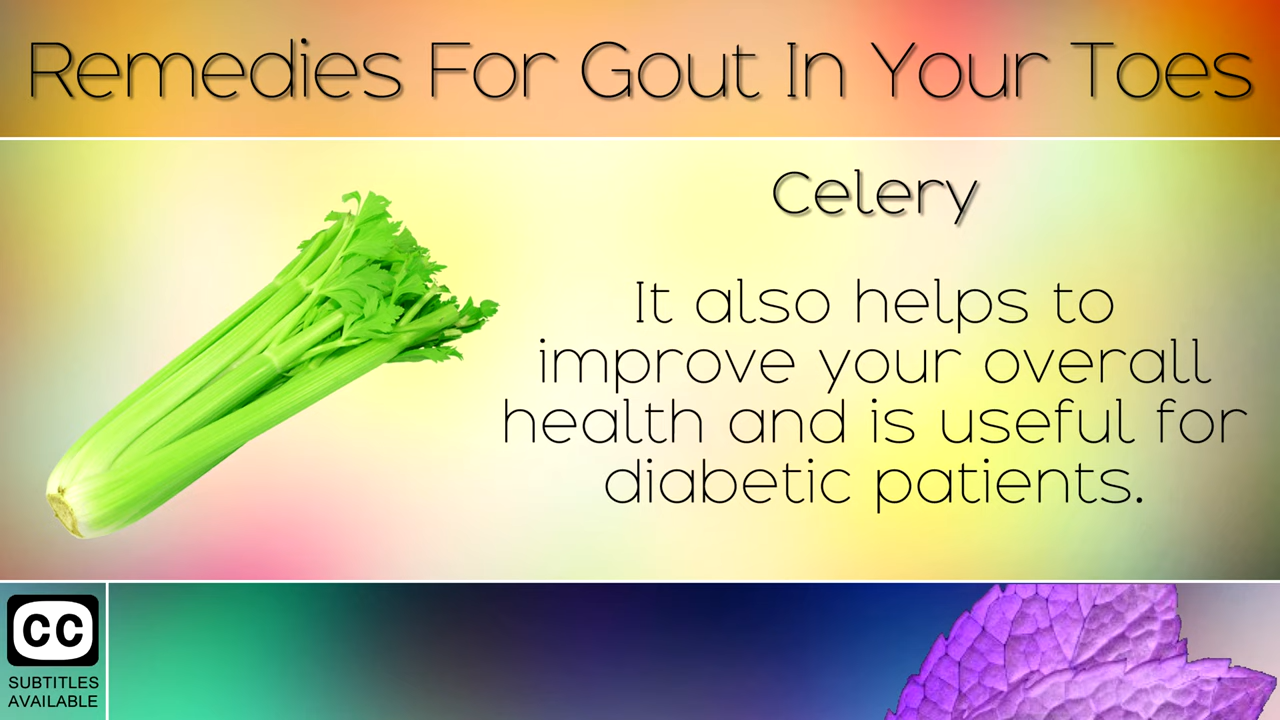 Remedies For Gout In Your Toes
Celery
It also helps to
improve your overall
health and is useful for
diabetic patients.
CC
SUBTITLES
AVAILABLE